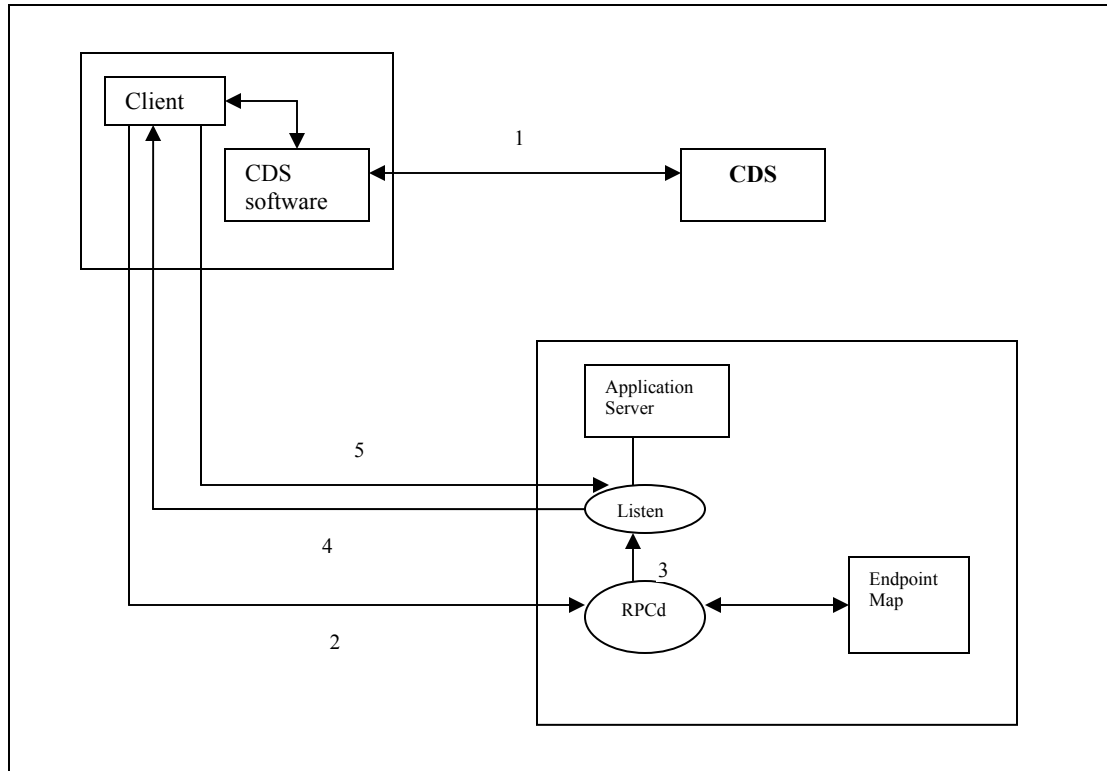 Client
1
CDS
software
CDS
Application
Server
5
Listen
4
3
Endpoint
Map
RPCd
2